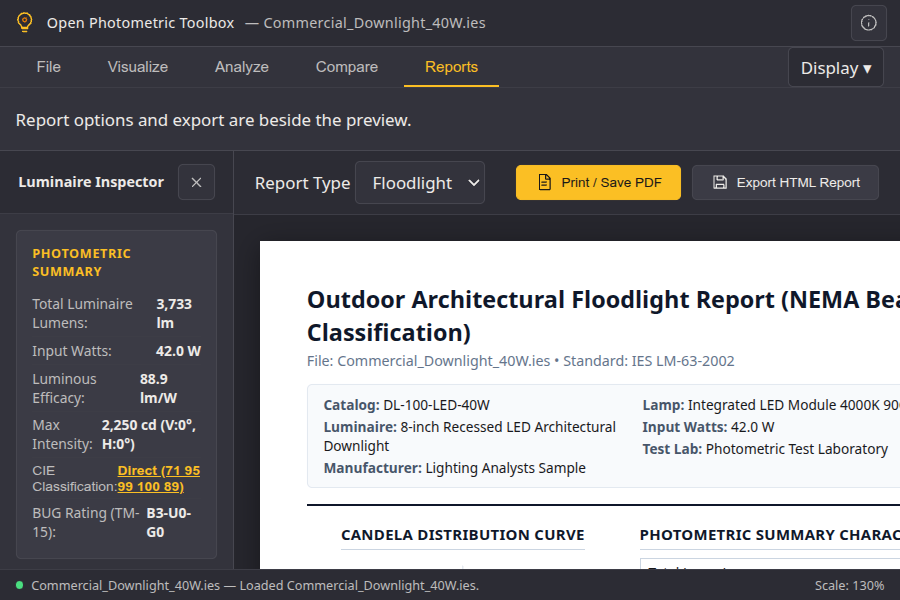 Open Photometric Toolbox — Commercial_Downlight_40W.ies
File Visualize Analyze Compare Reports Display ▾
Report options and export are beside the preview.
Luminaire Inspector
Report Type Floodlight Print / Save PDF Export HTML Report
PHOTOMETRIC
SUMMARY
Total Luminaire 3,733
Lumens: lm
Input Watts: 42.0 W
Luminous 88.9
Efficacy: lm/W
Max 2,250 cd (V:0°,
Intensity: H:0°)
CIE Direct (71 95
Classification: 99 100 89)
BUG Rating (TM- B3-U0-
15): G0
Outdoor Architectural Floodlight Report (NEMA Bea
Classification)
File: Commercial_Downlight_40W.ies • Standard: IES LM-63-2002
Catalog: DL-100-LED-40W
Luminaire: 8-inch Recessed LED Architectural
Downlight
Manufacturer: Lighting Analysts Sample
Lamp: Integrated LED Module 4000K 90
Input Watts: 42.0 W
Test Lab: Photometric Test Laboratory
CANDELA DISTRIBUTION CURVE
PHOTOMETRIC SUMMARY CHARAC
Commercial_Downlight_40W.ies — Loaded Commercial_Downlight_40W.ies.
Scale: 130%